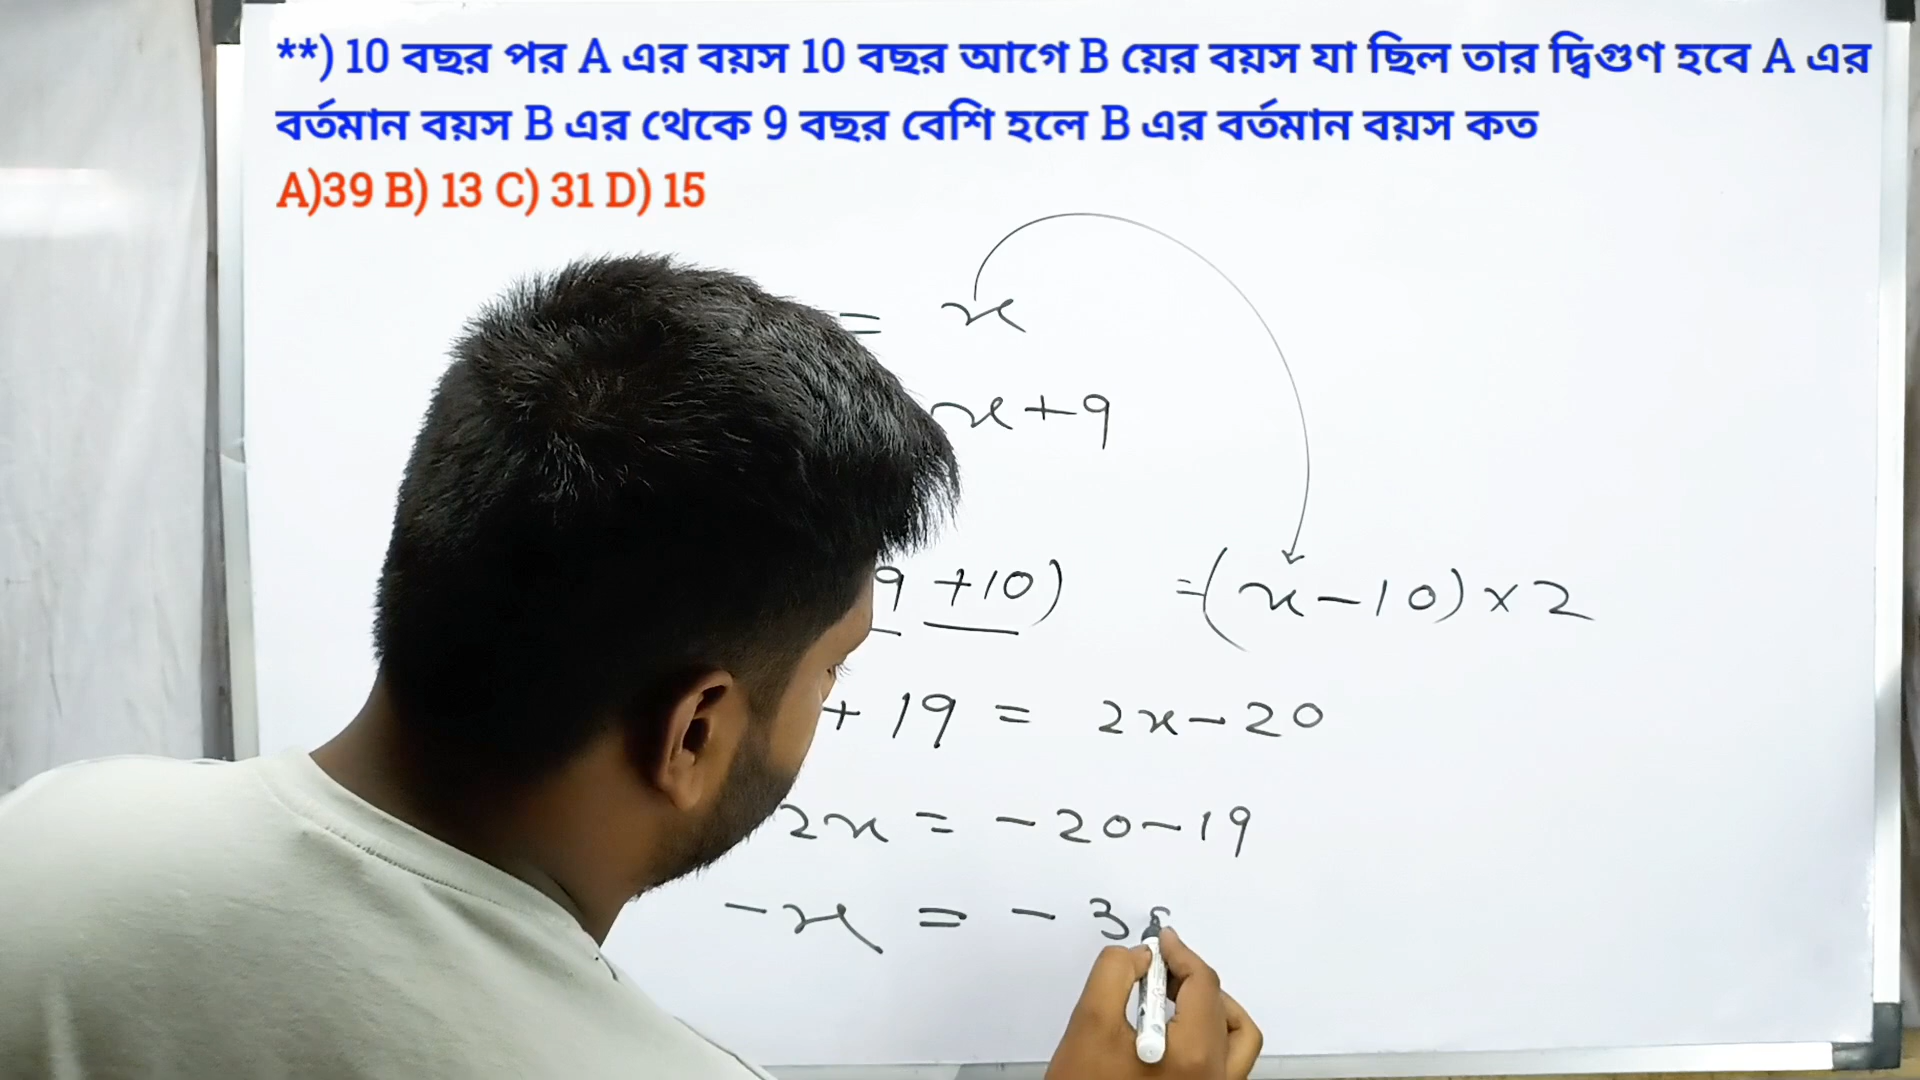 **) 10 বছর পর A এর বয়স 10 বছর আগে B য়ের বয়স যা ছিল তার দ্বিগুণ হবে A এর
বর্তমান বয়স B এর থেকে 9 বছর বেশি হলে B এর বর্তমান বয়স কত
A)39 B) 13 C) 31 D) 15
= x
x+9
9 +10) =(x-10)×2
+ 19 = 2x-20
2x = -20-19
-x = - 3